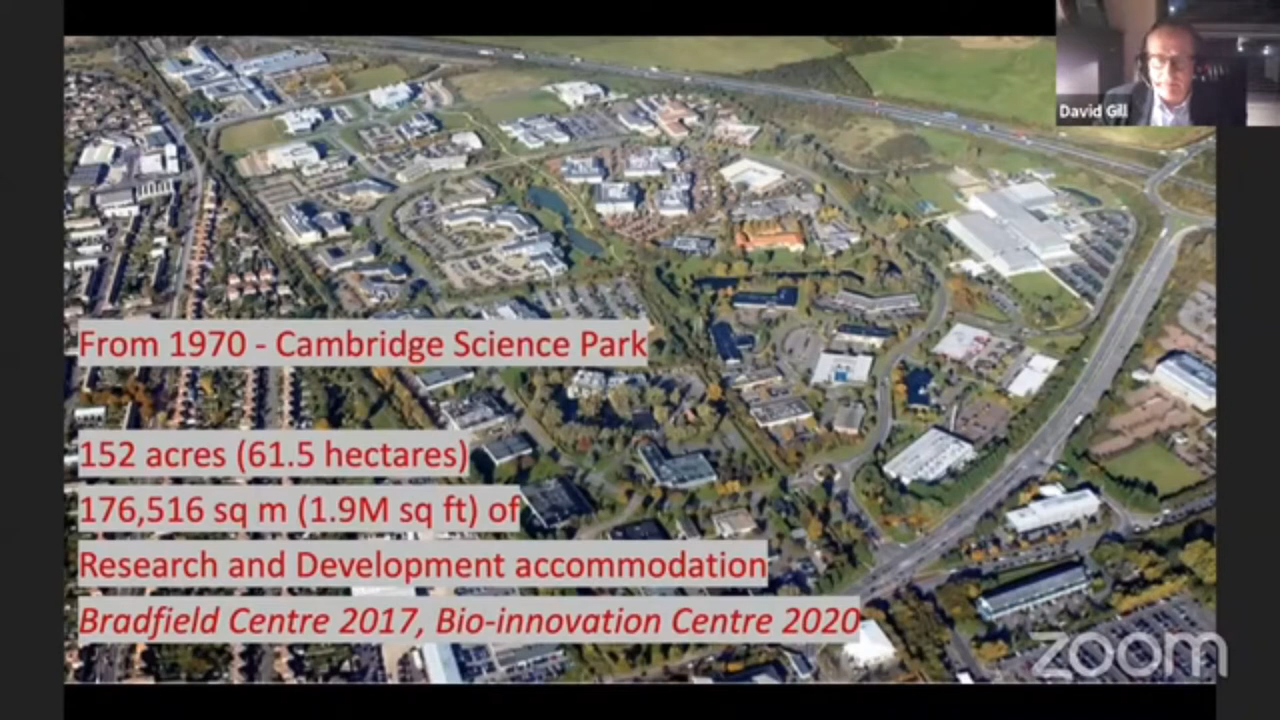 David Gill
From 1970 - Cambridge Science Park
152 acres (61.5 hectares)
176,516 sq m (1.9M sq ft) of
Research and Development accommodation
Bradfield Centre 2017, Bio-innovation Centre 2020
zoom